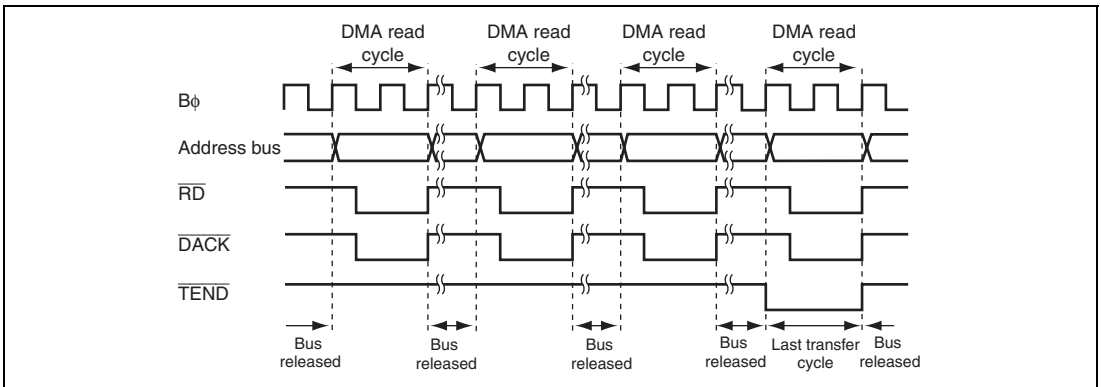 DMA read cycle
DMA read cycle
DMA read cycle
DMA read cycle
Bφ
Address bus
RD
DACK
TEND
Bus released
Bus released
Bus released
Bus released
Last transfer cycle
Bus released